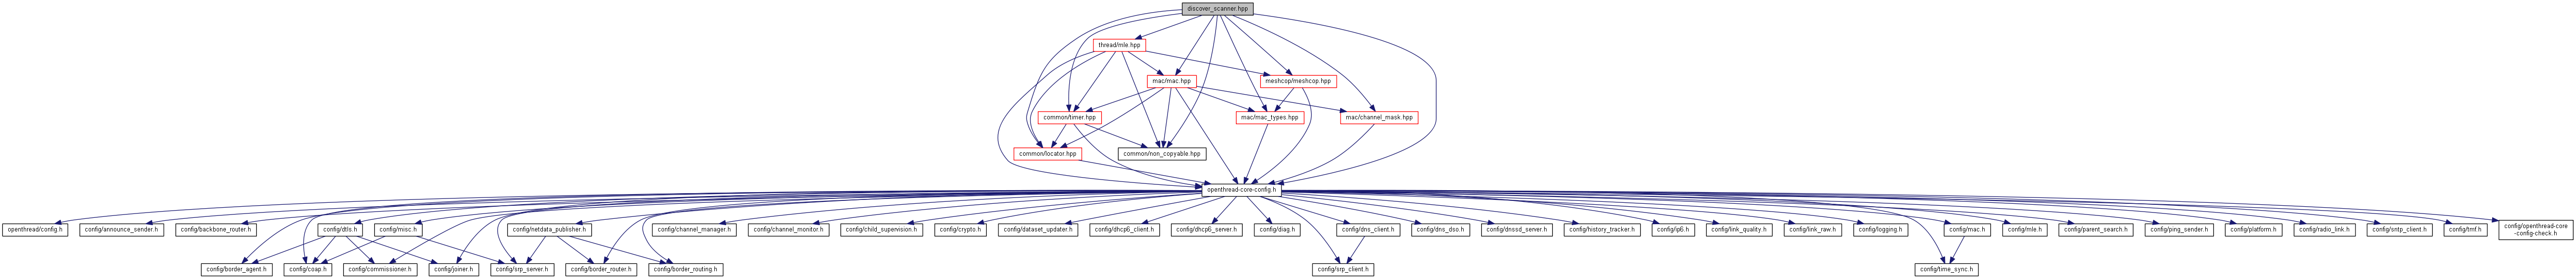 discover_scanner.hpp
thread/mle.hpp
mac/mac.hpp
meshcop/meshcop.hpp
common/timer.hpp
mac/mac_types.hpp
mac/channel_mask.hpp
common/locator.hpp
common/non_copyable.hpp
openthread-core-config.h
openthread/config.h
config/announce_sender.h
config/backbone_router.h
config/dtls.h
config/misc.h
config/netdata_publisher.h
config/channel_manager.h
config/channel_monitor.h
config/child_supervision.h
config/crypto.h
config/dataset_updater.h
config/dhcp6_client.h
config/dhcp6_server.h
config/diag.h
config/dns_client.h
config/dns_dso.h
config/dnssd_server.h
config/history_tracker.h
config/ip6.h
config/link_quality.h
config/link_raw.h
config/logging.h
config/mac.h
config/mle.h
config/parent_search.h
config/ping_sender.h
config/platform.h
config/radio_link.h
config/sntp_client.h
config/tmf.h
config/openthread-core
-config-check.h
config/border_agent.h
config/coap.h
config/commissioner.h
config/joiner.h
config/srp_server.h
config/border_router.h
config/border_routing.h
config/srp_client.h
config/time_sync.h